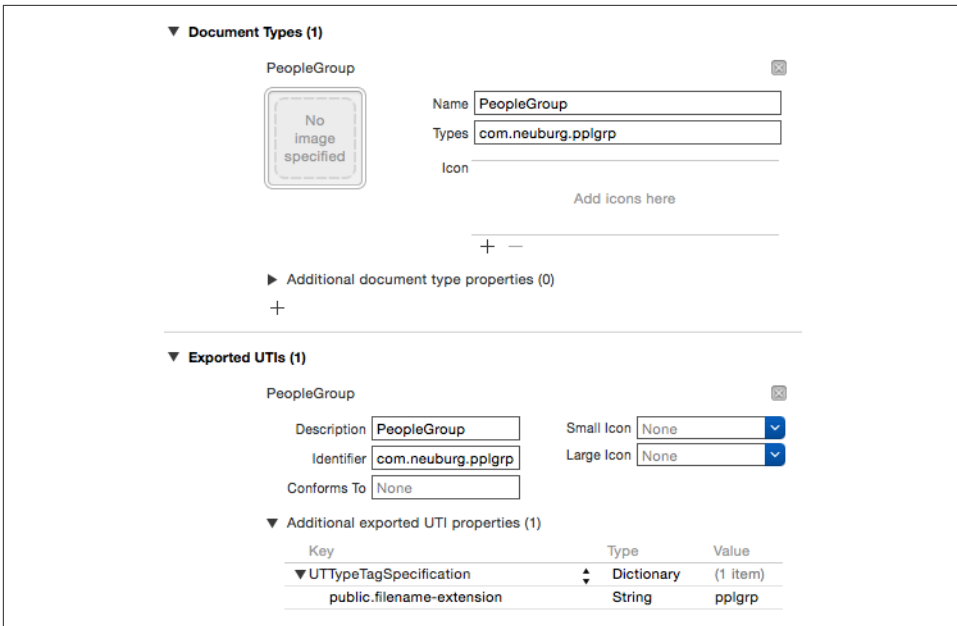 Document Types (1)
PeopleGroup
No
image
specified
Name PeopleGroup
Types com.neuburg.pplgrp
Icon
Add icons here
Additional document type properties (0)
Exported UTIs (1)
PeopleGroup
Description PeopleGroup Small Icon None
Identifier com.neuburg.pplgrp Large Icon None
Conforms To None
Additional exported UTI properties (1)
Key Type Value
UTTypeTagSpecification Dictionary (1 item)
public.filename-extension String pplgrp